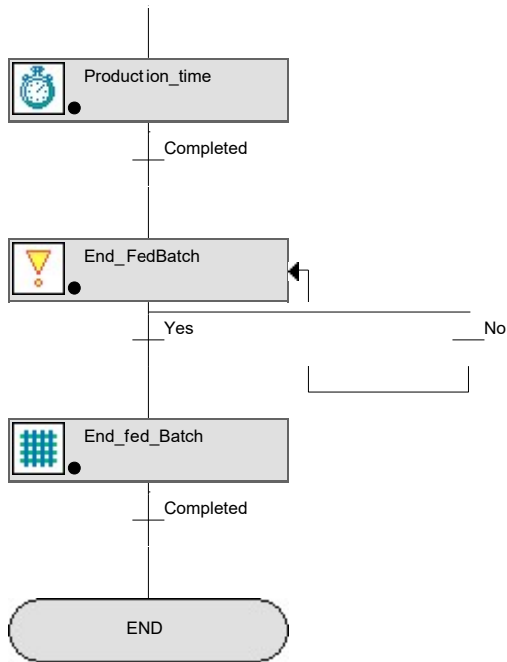 Production_time
Completed
End_FedBatch
Yes
No
End_fed_Batch
Completed
END